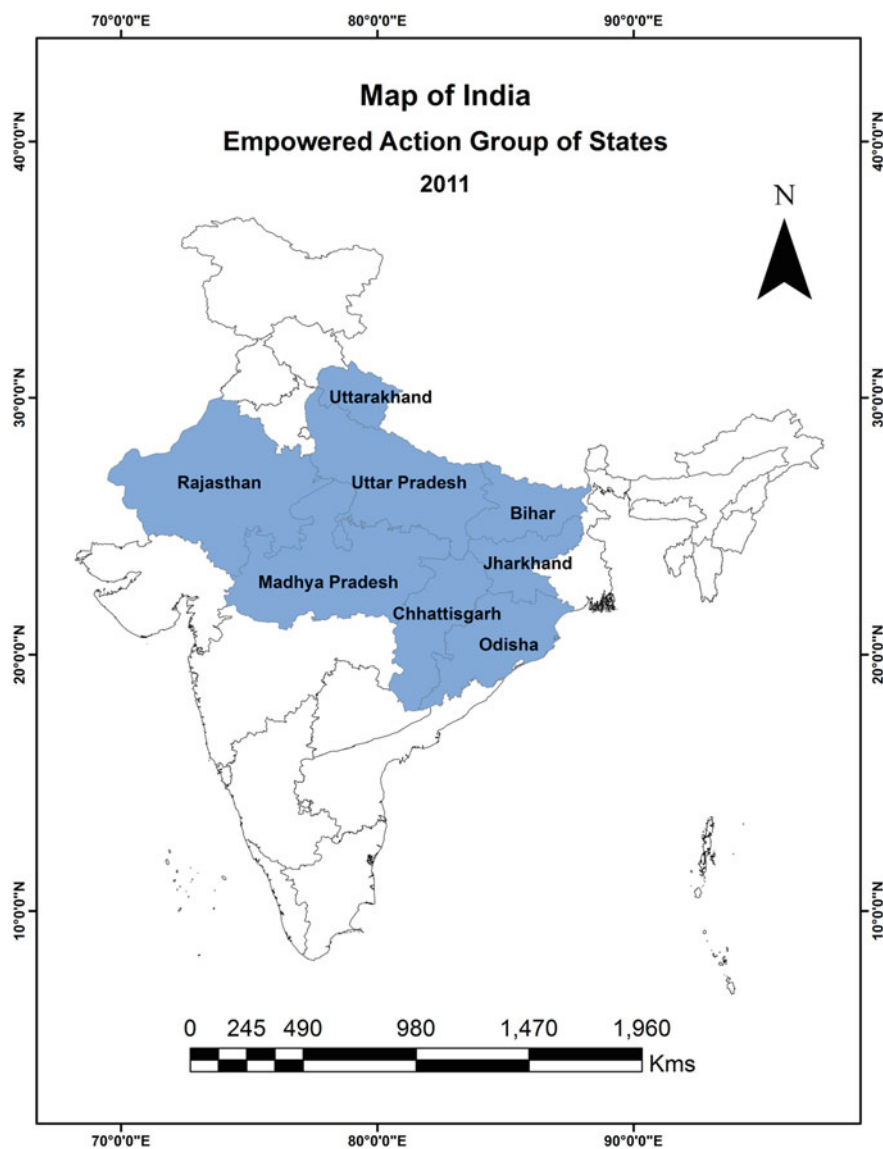 70°0'0"E 80°0'0"E 90°0'0"E
Map of India
Empowered Action Group of States
2011
N
40°0'0"N 40°0'0"N
30°0'0"N 30°0'0"N
20°0'0"N 20°0'0"N
10°0'0"N 10°0'0"N
Uttarakhand
Rajasthan
Uttar Pradesh
Bihar
Jharkhand
Madhya Pradesh
Chhattisgarh
Odisha
0 245 490 980 1,470 1,960
Kms
70°0'0"E 80°0'0"E 90°0'0"E